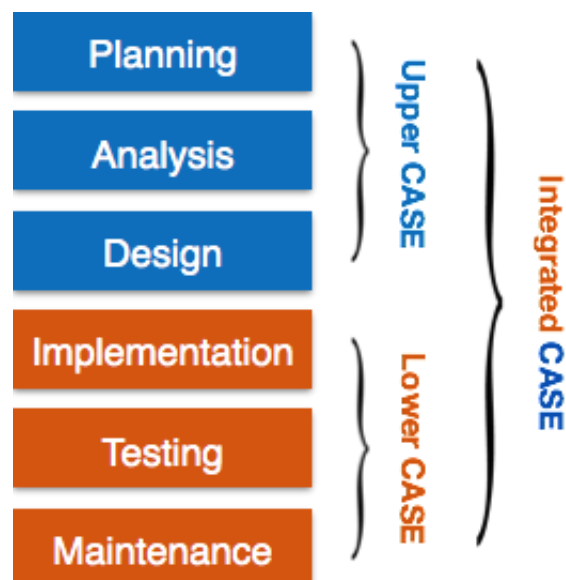 Planning
Analysis
Design
Implementation
Testing
Maintenance
Upper CASE
Lower CASE
Integrated CASE